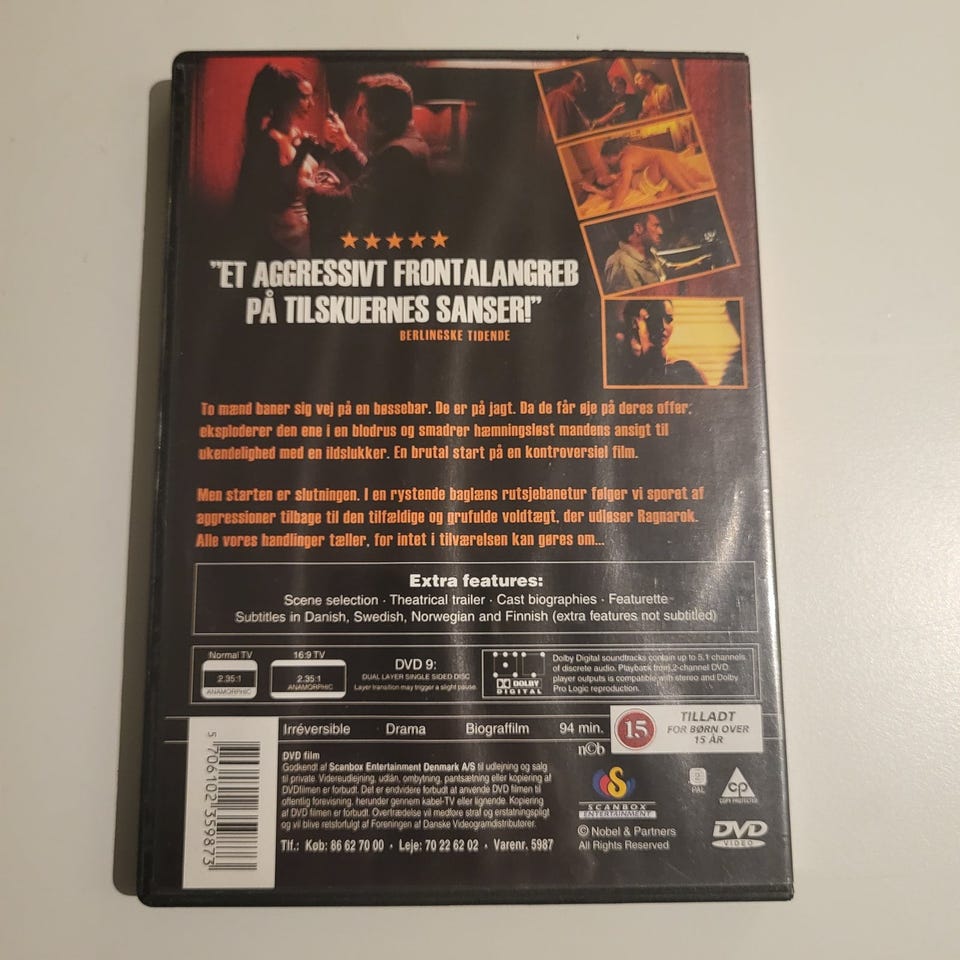 "ET AGGRESSIVT FRONTALANGREB
PÅ TILSKUERNES SANSER!"
BERLINGSKE TIDENDE
To mænd baner sig vej på en bøssebar. De er på jagt. Da de får øje på deres offer,
eksploderer den ene i en blodrus og smadrer hæmningsløst mandens ansigt til
ukendelighed med en ildslukker. En brutal start på en kontroversiel film.
Men starten er slutningen. I en rystende baglæns rutsjebanetur følger vi sporet af
aggressioner tilbage til den tilfældige og grufulde voldtægt, der udløser Ragnarok.
Alle vores handlinger tæller, for intet i tilværelsen kan gøres om...
Extra features:
Scene selection · Theatrical trailer · Cast biographies · Featurette
Subtitles in Danish, Swedish, Norwegian and Finnish (extra features not subtitled)
Normal TV
2.35:1
ANAMORPHIC
16:9 TV
2.35:1
ANAMORPHIC
DVD 9:
DUAL LAYER SINGLE SIDED DISC
Layer transition may trigger a slight pause.
DOLBY
DIGITAL
Dolby Digital soundtracks contain up to 5.1 channels
of discrete audio. Playback from 2-channel DVD
player outputs is compatible with stereo and Dolby
Pro Logic reproduction.
Irréversible Drama Biograffilm 94 min.
15
TILLADT
FOR BØRN OVER
15 ÅR
n©b
DVD film
Godkendt af Scanbox Entertainment Denmark A/S til udlejning og salg
til private. Videreudlejning, udlån, ombytning, pantsætning eller kopiering af
DVDfilmen er forbudt. Det er endvidere forbudt at anvende DVD filmen til
offentlig forevisning, herunder gennem kabel-TV eller lignende. Kopiering
af DVD filmen er forbudt. Overtrædelse vil medføre straf og erstatningspligt
og vil blive retsforfulgt af Foreningen af Danske Videogramdistributører.
Tlf.: Køb: 86 62 70 00 · Leje: 70 22 62 02 · Varenr. 5987
SCANBOX
ENTERTAINMENT
© Nobel & Partners
All Rights Reserved
2
PAL
CP
COPY PROTECTED
DVD
VIDEO
5 706102 359873